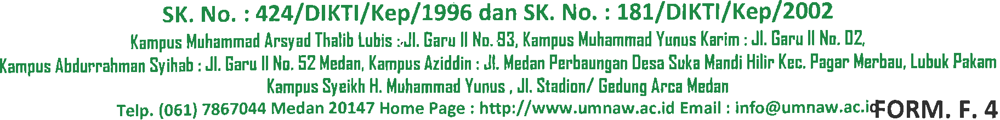 SK. No. : 424/DIKTI/Kep/1996 dan SK. No. : 181/DIKTI/Kep/2002
Kampus Muhammad Arsyad Thalib Lubis : Jl. Garu II No. 93, Kampus Muhammad Yunus Karim : Jl. Garu II No. 02,
Kampus Abdurrahman Syihab : Jl. Garu II No. 52 Medan, Kampus Aziddin : Jl. Medan Perbaungan Desa Suka Mandi Hilir Kec. Pagar Merbau, Lubuk Pakam
Kampus Syeikh H. Muhammad Yunus , Jl. Stadion/ Gedung Arca Medan
Telp. (061) 7867044 Medan 20147 Home Page : http://www.umnaw.ac.id Email : info@umnaw.ac.id FORM. F. 4